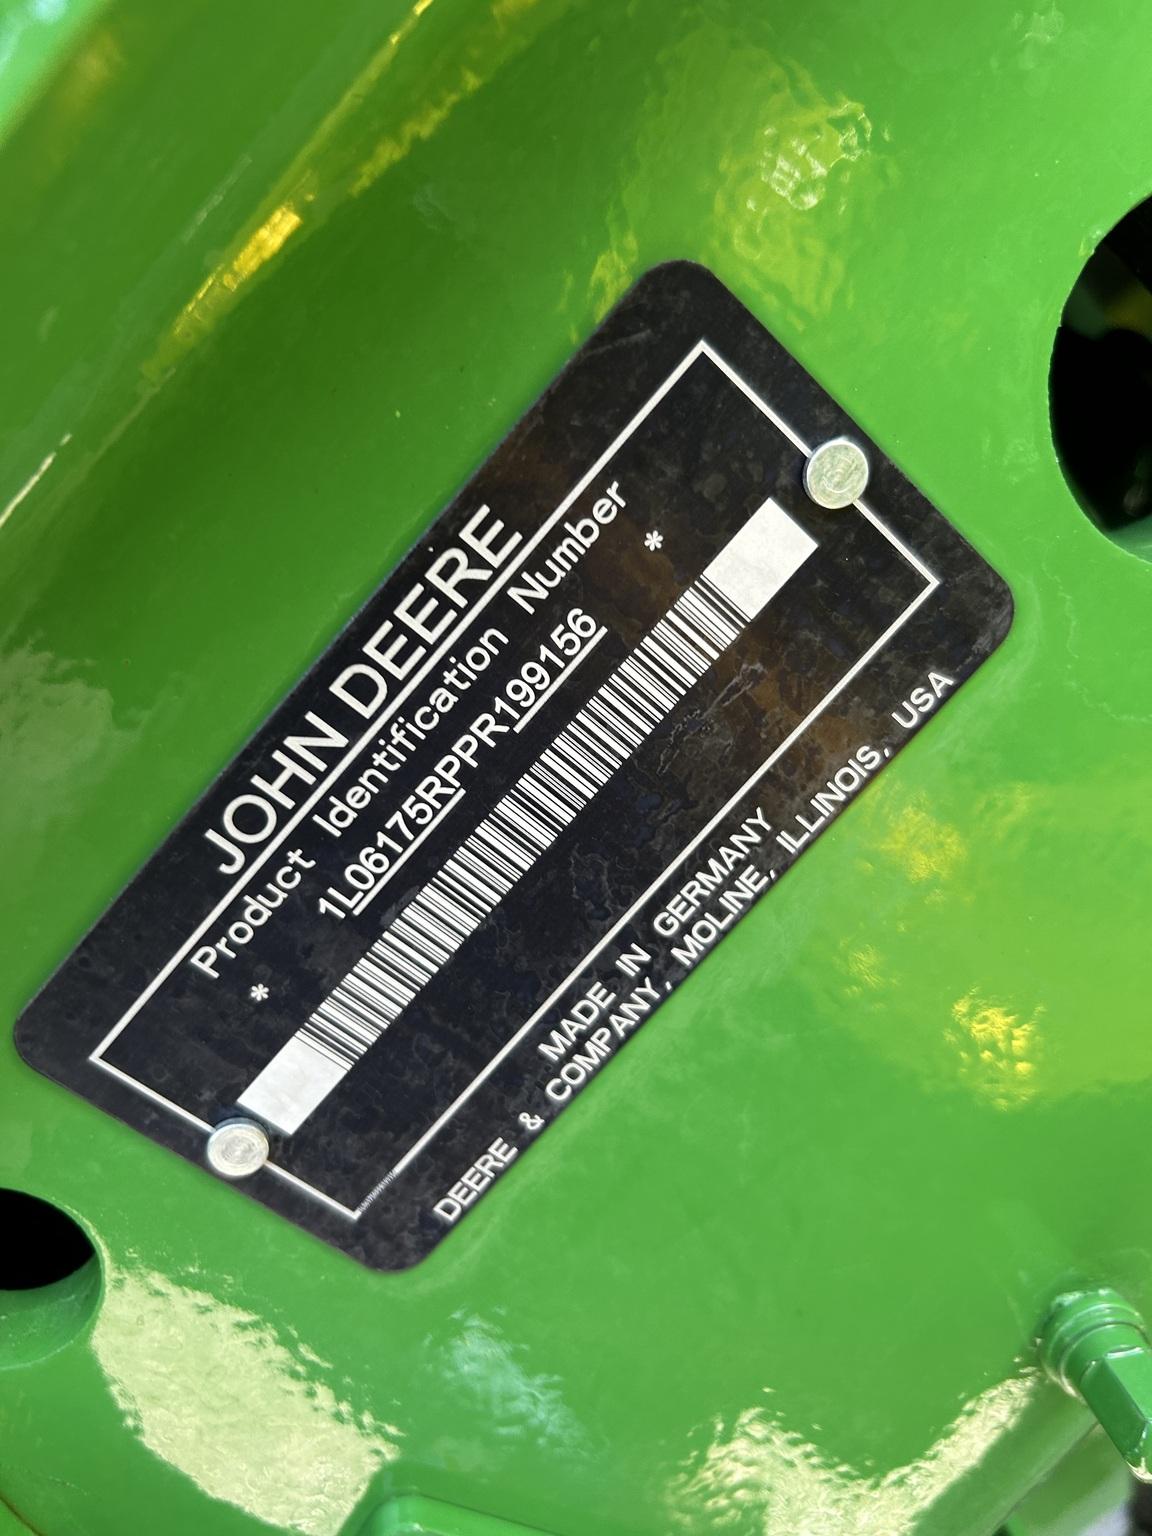 JOHN DEERE
Product Identification Number
* 1L06175RPPR199156 *
MADE IN GERMANY
DEERE & COMPANY, MOLINE, ILLINOIS, USA